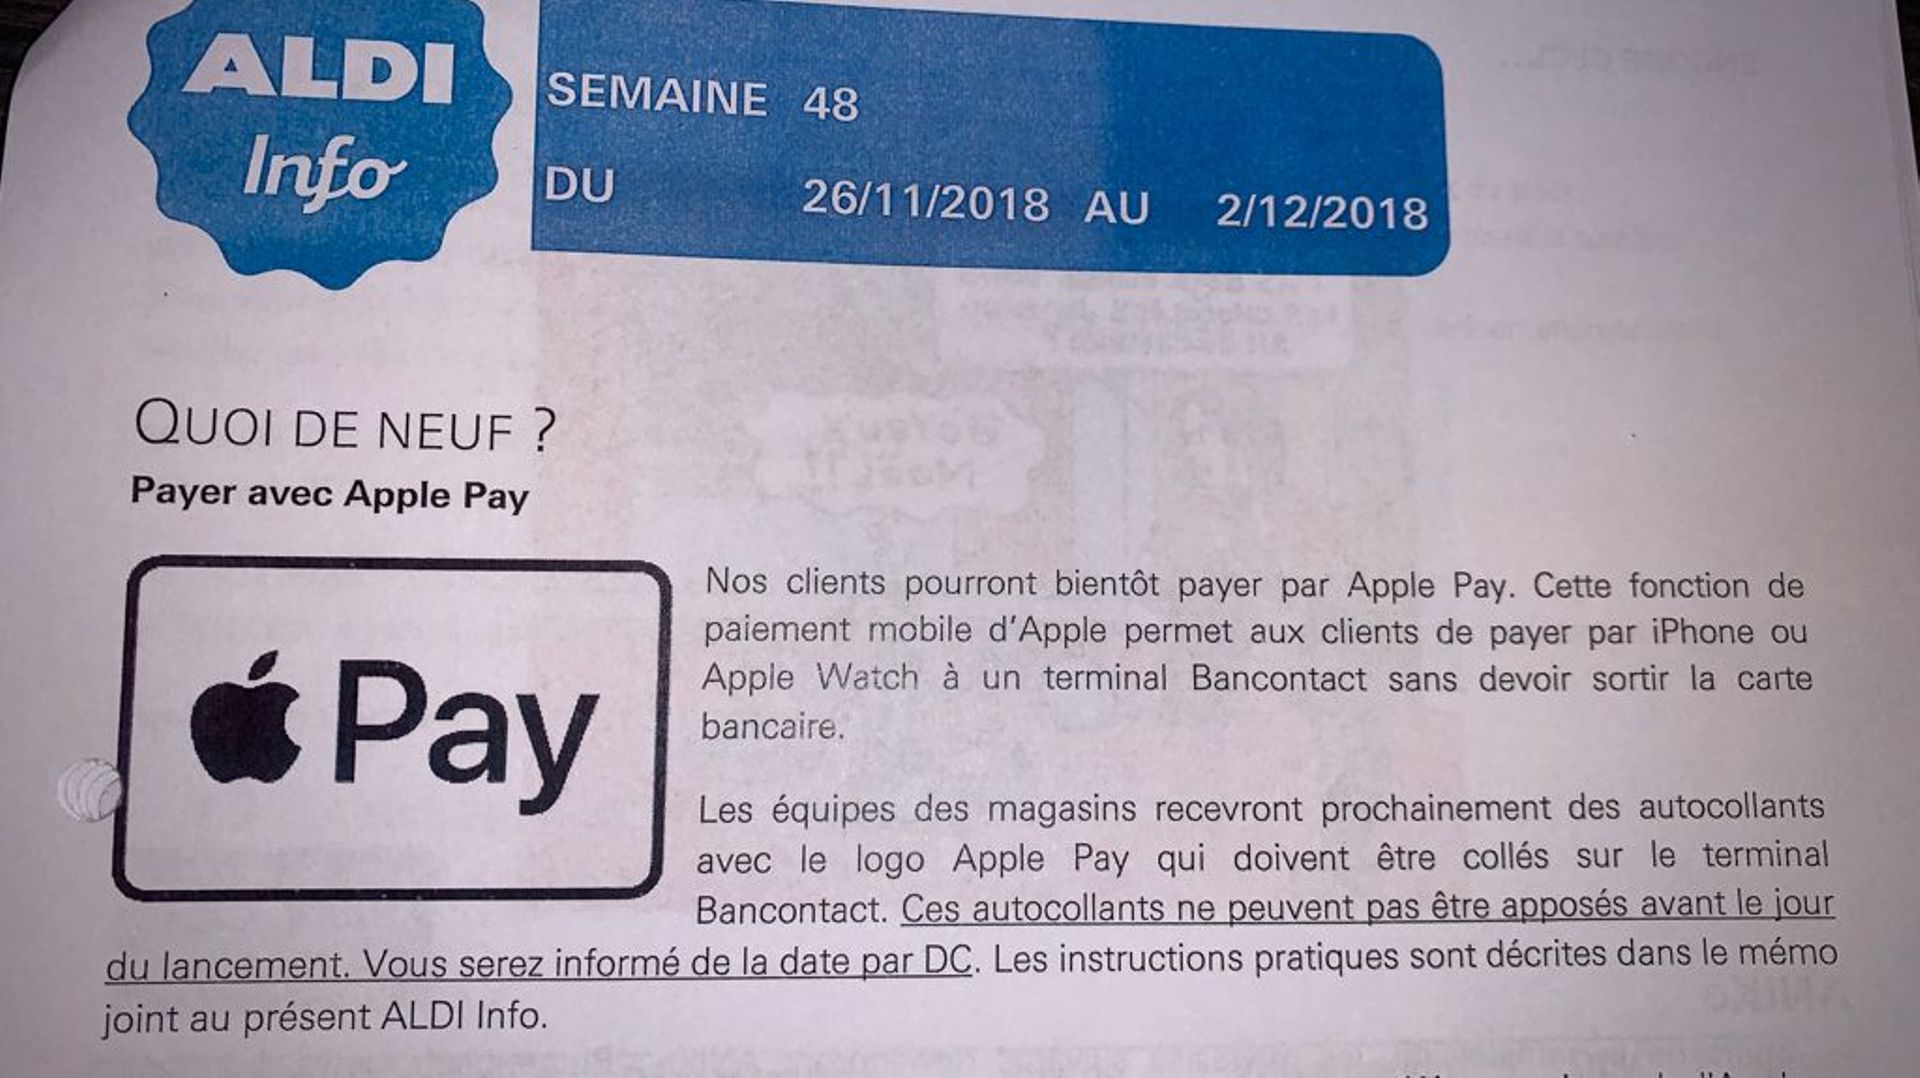 ALDI
Info
SEMAINE 48
DU 26/11/2018 AU 2/12/2018
QUOI DE NEUF ?
Payer avec Apple Pay
Pay
Nos clients pourront bientôt payer par Apple Pay. Cette fonction de
paiement mobile d'Apple permet aux clients de payer par iPhone ou
Apple Watch à un terminal Bancontact sans devoir sortir la carte
bancaire.
Les équipes des magasins recevront prochainement des autocollants
avec le logo Apple Pay qui doivent être collés sur le terminal
Bancontact. Ces autocollants ne peuvent pas être apposés avant le jour
du lancement. Vous serez informé de la date par DC. Les instructions pratiques sont décrites dans le mémo
joint au présent ALDI Info.